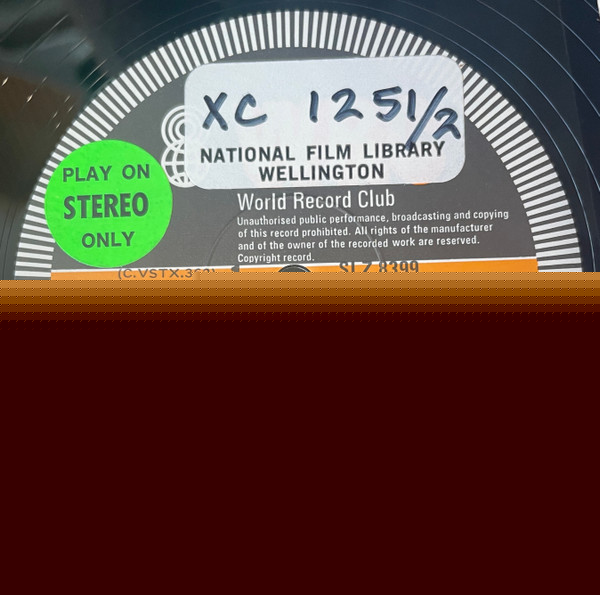 XC 1251/2
NATIONAL FILM LIBRARY
WELLINGTON
PLAY ON
STEREO
ONLY
World Record Club
Unauthorised public performance, broadcasting and copying
of this record prohibited. All rights of the manufacturer
and of the owner of the recorded work are reserved.
Copyright record.
SLZ 8399